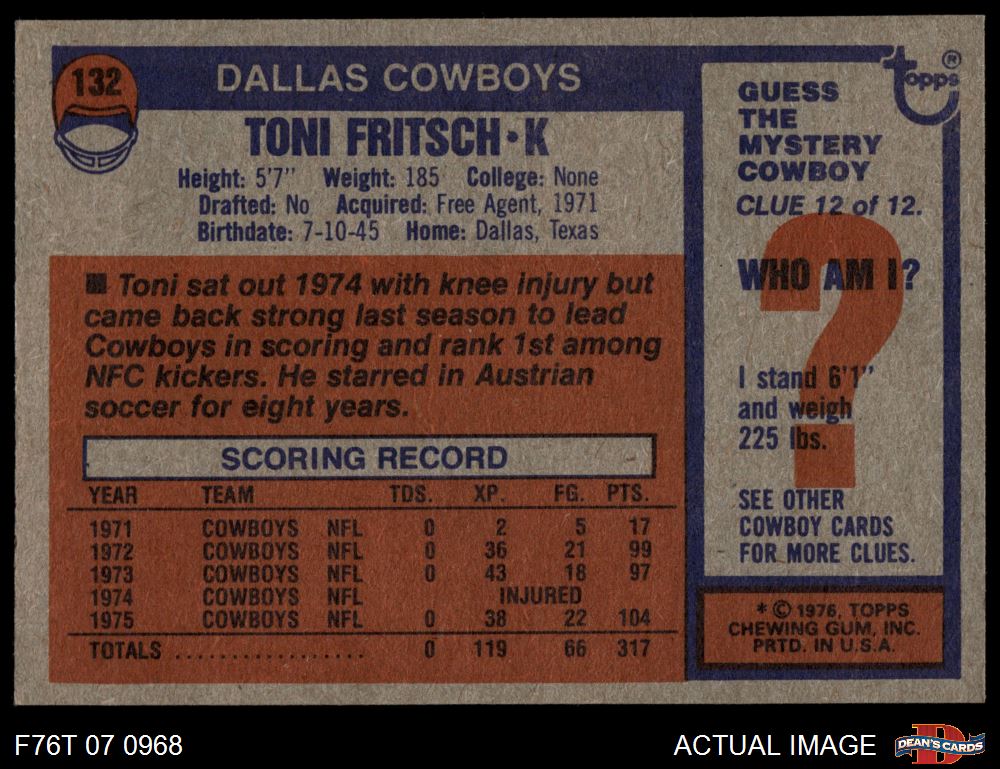 132
DALLAS COWBOYS
TONI FRITSCH • K
Height: 5'7" Weight: 185 College: None
Drafted: No Acquired: Free Agent, 1971
Birthdate: 7-10-45 Home: Dallas, Texas
■ Toni sat out 1974 with knee injury but
came back strong last season to lead
Cowboys in scoring and rank 1st among
NFC kickers. He starred in Austrian
soccer for eight years.
SCORING RECORD
YEAR TEAM TDS. XP. FG. PTS.
1971 COWBOYS NFL 0 2 5 17
1972 COWBOYS NFL 0 36 21 99
1973 COWBOYS NFL 0 43 18 97
1974 COWBOYS NFL INJURED
1975 COWBOYS NFL 0 38 22 104
TOTALS .................. 0 119 66 317
topps ®
GUESS
THE
MYSTERY
COWBOY
CLUE 12 of 12.
WHO AM I?
?
I stand 6'1"
and weigh
225 lbs.
SEE OTHER
COWBOY CARDS
FOR MORE CLUES.
* © 1976, TOPPS
CHEWING GUM, INC.
PRTD. IN U.S.A.
F76T 07 0968
ACTUAL IMAGE
D
DEAN'S CARDS